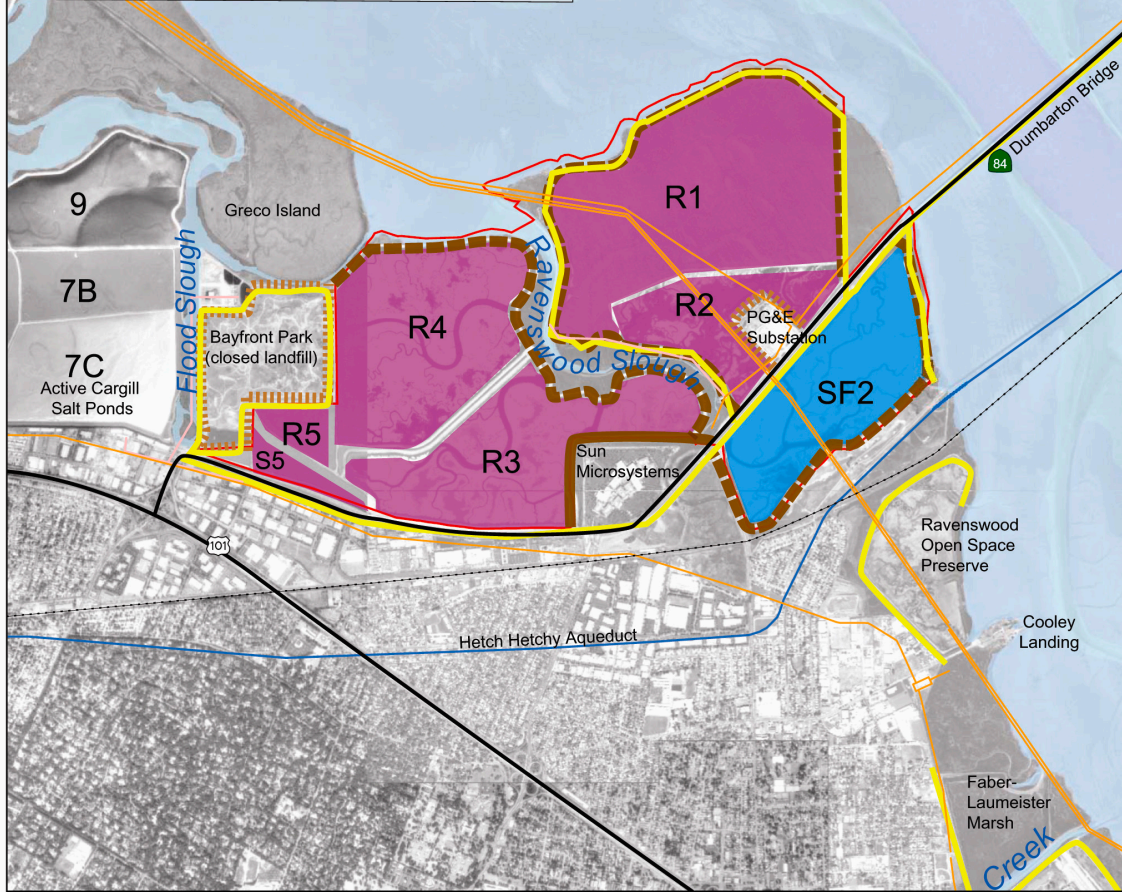 Dumbarton Bridge
84
R1
9
Greco Island
Flood Slough
Ravenswood Slough
7B
R2
PG&E
Substation
R4
Bayfront Park
(closed landfill)
7C
Active Cargill
Salt Ponds
SF2
R5
S5
R3
Sun
Microsystems
101
Ravenswood
Open Space
Preserve
Cooley
Landing
Hetch Hetchy Aqueduct
Faber-
Laumeister
Marsh
Creek